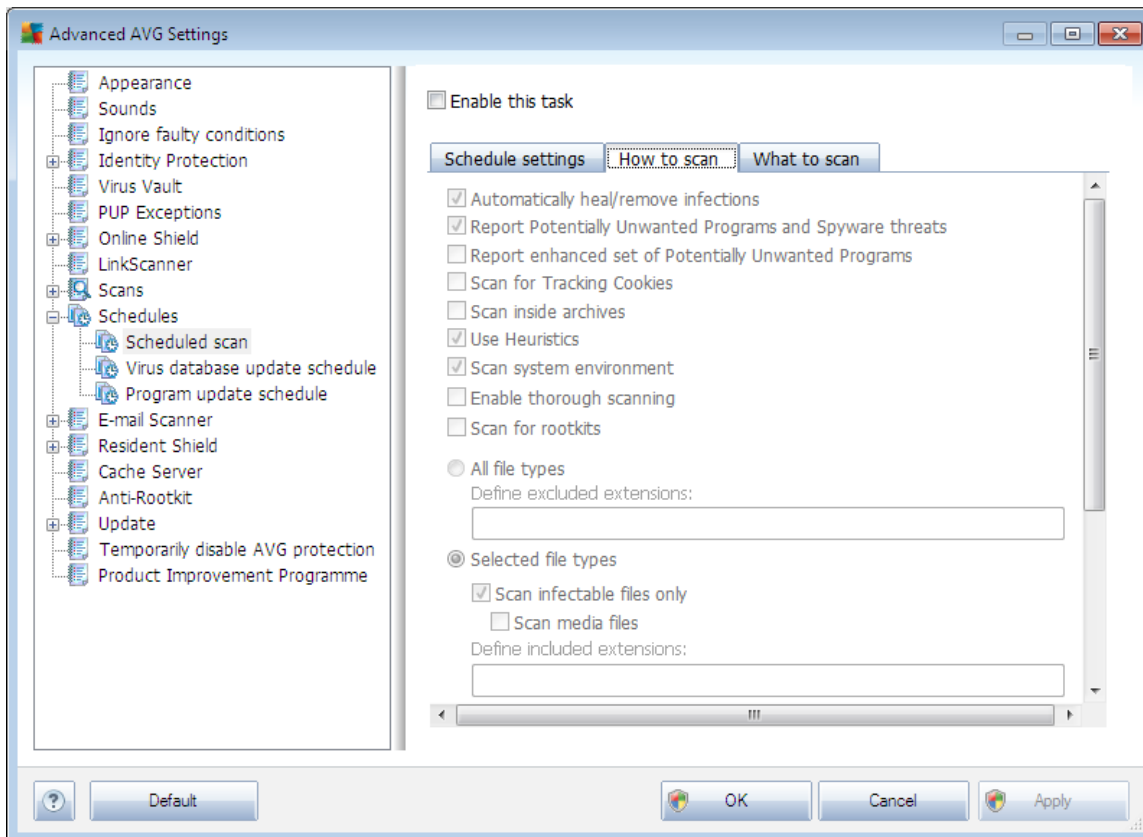 Advanced AVG Settings
Appearance
Sounds
Ignore faulty conditions
Identity Protection
Virus Vault
PUP Exceptions
Online Shield
LinkScanner
Scans
Schedules
Scheduled scan
Virus database update schedule
Program update schedule
E-mail Scanner
Resident Shield
Cache Server
Anti-Rootkit
Update
Temporarily disable AVG protection
Product Improvement Programme
Enable this task
Schedule settings How to scan What to scan
Automatically heal/remove infections
Report Potentially Unwanted Programs and Spyware threats
Report enhanced set of Potentially Unwanted Programs
Scan for Tracking Cookies
Scan inside archives
Use Heuristics
Scan system environment
Enable thorough scanning
Scan for rootkits
All file types
Define excluded extensions:
Selected file types
Scan infectable files only
Scan media files
Define included extensions:
? Default OK Cancel Apply